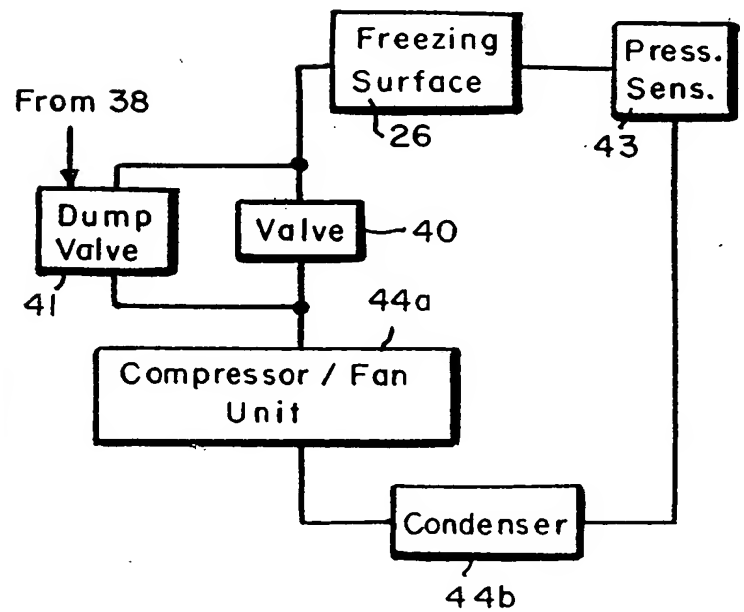 Freezing
Surface
26
Press.
Sens.
43
From 38
Dump
Valve
41
Valve
40
44a
Compressor / Fan
Unit
Condenser
44b